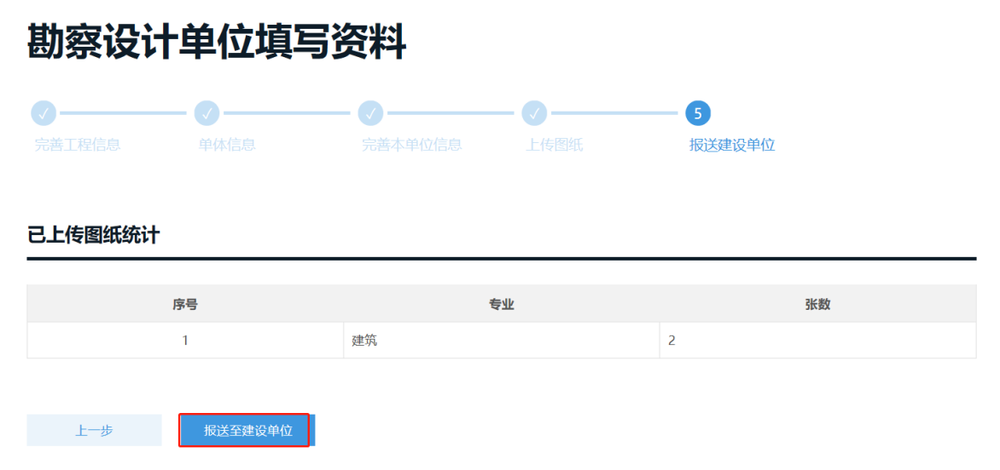 勘察设计单位填写资料
5
完善工程信息 单体信息 完善本单位信息 上传图纸 报送建设单位
已上传图纸统计
序号 专业 张数
1 建筑 2
上一步 报送至建设单位